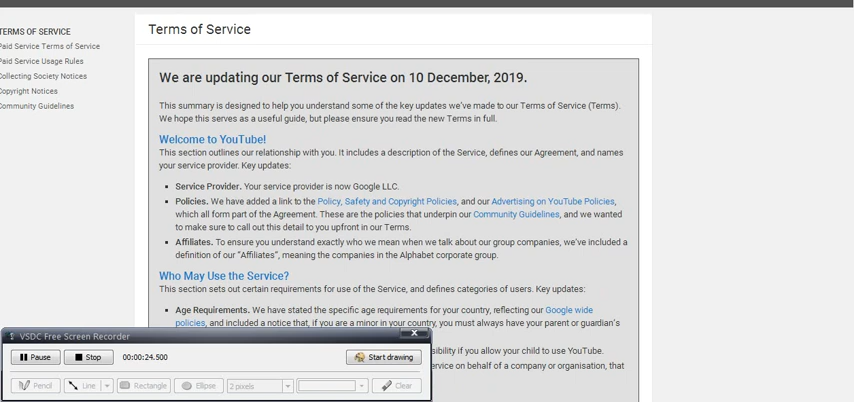 Terms of Service
TERMS OF SERVICE
Paid Service Terms of Service
Paid Service Usage Rules
Collecting Society Notices
Copyright Notices
Community Guidelines
We are updating our Terms of Service on 10 December, 2019.
This summary is designed to help you understand some of the key updates we've made to our Terms of Service (Terms).
We hope this serves as a useful guide, but please ensure you read the new Terms in full.
Welcome to YouTube!
This section outlines our relationship with you. It includes a description of the Service, defines our Agreement, and names
your service provider. Key updates:
Service Provider. Your service provider is now Google LLC.
Policies. We have added a link to the Policy, Safety and Copyright Policies, and our Advertising on YouTube Policies,
which all form part of the Agreement. These are the policies that underpin our Community Guidelines, and we wanted
to make sure to call out this detail to you upfront in our Terms.
Affiliates. To ensure you understand exactly who we mean when we talk about our group companies, we've included a
definition of our "Affiliates", meaning the companies in the Alphabet corporate group.
Who May Use the Service?
This section sets out certain requirements for use of the Service, and defines categories of users. Key updates:
Age Requirements. We have stated the specific age requirements for your country, reflecting our Google wide
policies, and included a notice that, if you are a minor in your country, you must always have your parent or guardian's
sibility if you allow your child to use YouTube.
ervice on behalf of a company or organisation, that
VSDC Free Screen Recorder
Pause
Stop
00:00:24.500
Start drawing
Pencil
Line
Rectangle
Ellipse
2 pixels
Clear